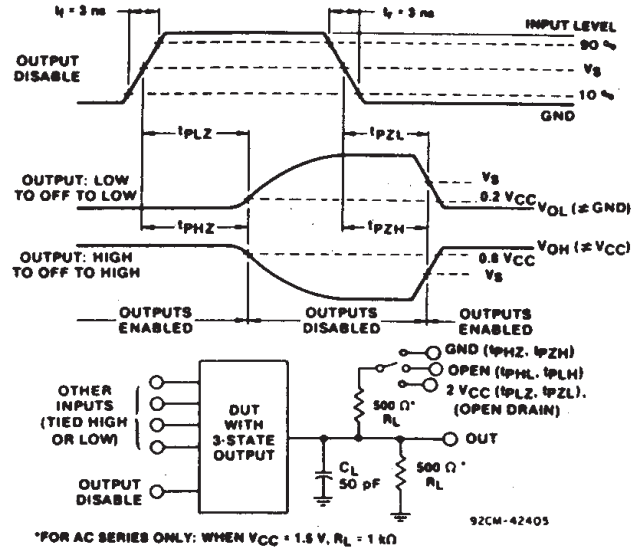 tr = 3 ns
tf = 3 ns
INPUT LEVEL
90 %
OUTPUT
DISABLE
VS
10 %
GND
tPLZ
tPZL
OUTPUT: LOW
TO OFF TO LOW
VS
0.2 VCC
VOL (≠ GND)
tPHZ
tPZH
OUTPUT: HIGH
TO OFF TO HIGH
VOH (≠ VCC)
0.8 VCC
VS
OUTPUTS
ENABLED
OUTPUTS
DISABLED
OUTPUTS
ENABLED
OTHER
INPUTS
(TIED HIGH
OR LOW)
OUTPUT
DISABLE
DUT
WITH
3-STATE
OUTPUT
GND (tPHZ, tPZH)
OPEN (tPHL, tPLH)
2 VCC (tPLZ, tPZL),
(OPEN DRAIN)
500 Ω*
RL
OUT
CL
50 pF
500 Ω*
RL
92CM-42405
*FOR AC SERIES ONLY: WHEN VCC = 1.5 V, RL = 1 kΩ